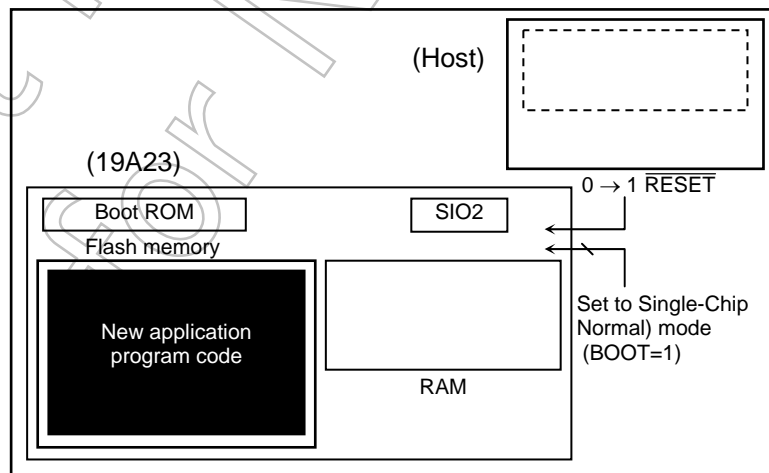 (Host)
(19A23)
0 → 1 RESET
Boot ROM
SIO2
Flash memory
New application
program code
Set to Single-Chip
Normal) mode
(BOOT=1)
RAM
for